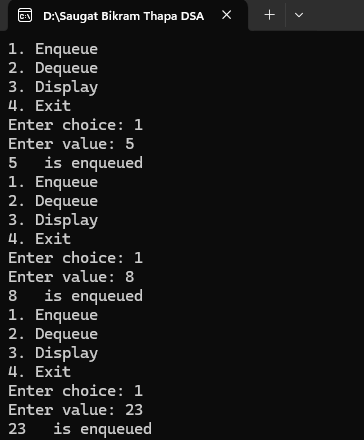 D:\Saugat Bikram Thapa DSA
1. Enqueue
2. Dequeue
3. Display
4. Exit
Enter choice: 1
Enter value: 5
5   is enqueued
1. Enqueue
2. Dequeue
3. Display
4. Exit
Enter choice: 1
Enter value: 8
8   is enqueued
1. Enqueue
2. Dequeue
3. Display
4. Exit
Enter choice: 1
Enter value: 23
23   is enqueued